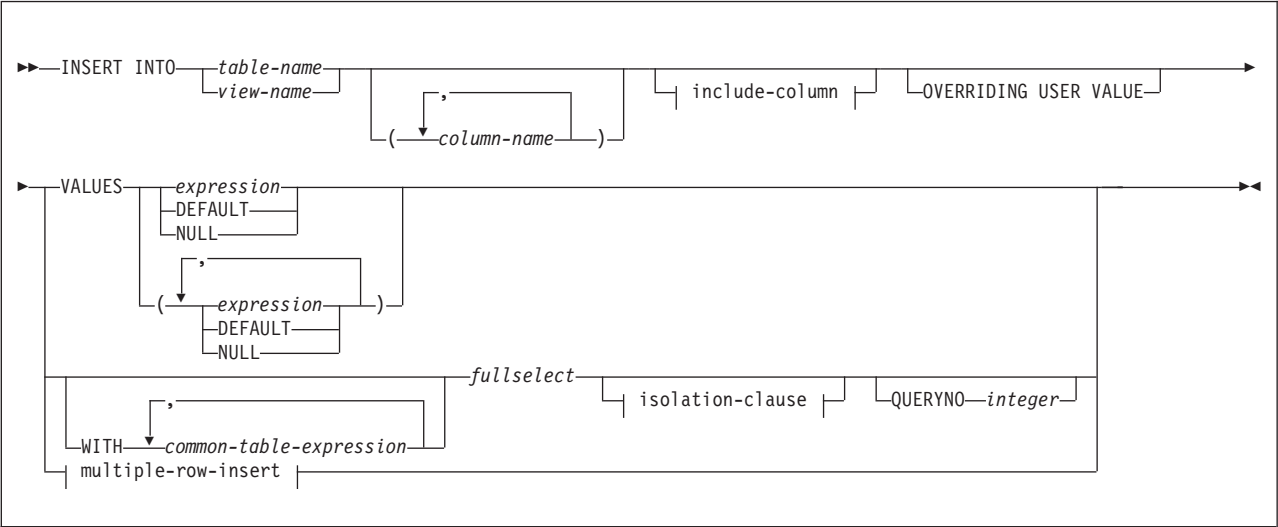 INSERT INTO table-name include-column OVERRIDING USER VALUE
view-name ,
( column-name )
VALUES expression
DEFAULT
NULL
,
( expression )
DEFAULT
NULL
fullselect
, isolation-clause QUERYNO integer
WITH common-table-expression
multiple-row-insert